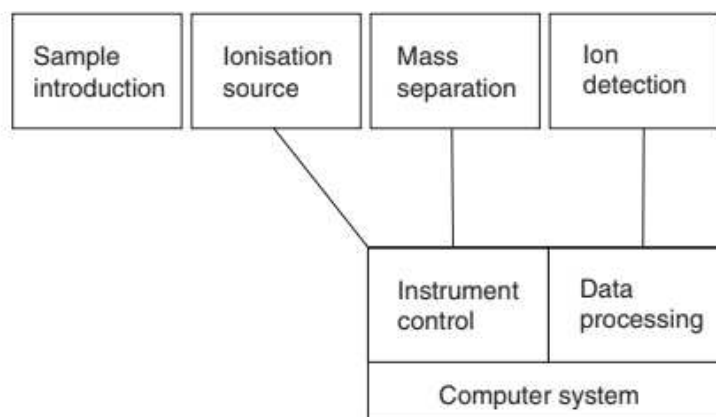 Sample
introduction
Ionisation
source
Mass
separation
Ion
detection
Instrument
control
Data
processing
Computer system